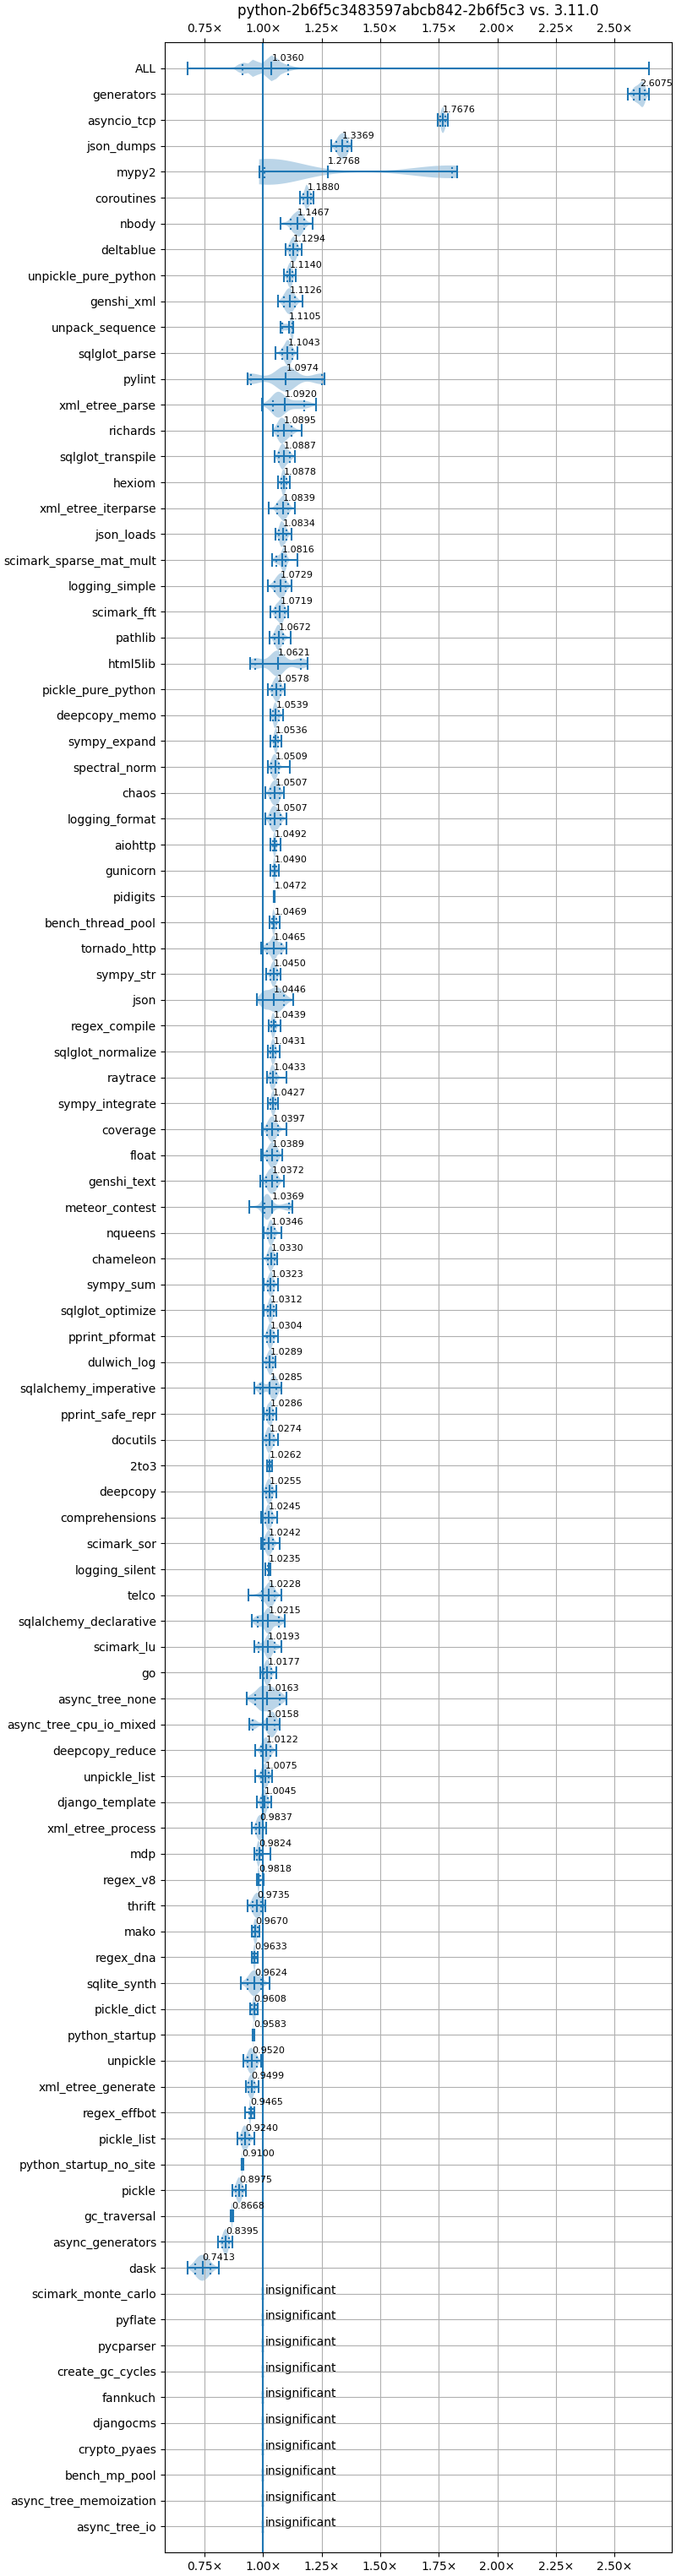 python-2b6f5c3483597abcb842-2b6f5c3 vs. 3.11.0
0.75× 1.00× 1.25× 1.50× 1.75× 2.00× 2.25× 2.50×
ALL 1.0360
generators 2.6075
asyncio_tcp 1.7676
json_dumps 1.3369
mypy2 1.2768
coroutines 1.1880
nbody 1.1467
deltablue 1.1294
unpickle_pure_python 1.1140
genshi_xml 1.1126
unpack_sequence 1.1105
sqlglot_parse 1.1043
pylint 1.0974
xml_etree_parse 1.0920
richards 1.0895
sqlglot_transpile 1.0887
hexiom 1.0878
xml_etree_iterparse 1.0839
json_loads 1.0834
scimark_sparse_mat_mult 1.0816
logging_simple 1.0729
scimark_fft 1.0719
pathlib 1.0672
html5lib 1.0621
pickle_pure_python 1.0578
deepcopy_memo 1.0539
sympy_expand 1.0536
spectral_norm 1.0509
chaos 1.0507
logging_format 1.0507
aiohttp 1.0492
gunicorn 1.0490
pidigits 1.0472
bench_thread_pool 1.0469
tornado_http 1.0465
sympy_str 1.0450
json 1.0446
regex_compile 1.0439
sqlglot_normalize 1.0431
raytrace 1.0433
sympy_integrate 1.0427
coverage 1.0397
float 1.0389
genshi_text 1.0372
meteor_contest 1.0369
nqueens 1.0346
chameleon 1.0330
sympy_sum 1.0323
sqlglot_optimize 1.0312
pprint_pformat 1.0304
dulwich_log 1.0289
sqlalchemy_imperative 1.0285
pprint_safe_repr 1.0286
docutils 1.0274
2to3 1.0262
deepcopy 1.0255
comprehensions 1.0245
scimark_sor 1.0242
logging_silent 1.0235
telco 1.0228
sqlalchemy_declarative 1.0215
scimark_lu 1.0193
go 1.0177
async_tree_none 1.0163
async_tree_cpu_io_mixed 1.0158
deepcopy_reduce 1.0122
unpickle_list 1.0075
django_template 1.0045
xml_etree_process 0.9837
mdp 0.9824
regex_v8 0.9818
thrift 0.9735
mako 0.9670
regex_dna 0.9633
sqlite_synth 0.9624
pickle_dict 0.9608
python_startup 0.9583
unpickle 0.9520
xml_etree_generate 0.9499
regex_effbot 0.9465
pickle_list 0.9240
python_startup_no_site 0.9100
pickle 0.8975
gc_traversal 0.8668
async_generators 0.8395
dask 0.7413
scimark_monte_carlo insignificant
pyflate insignificant
pycparser insignificant
create_gc_cycles insignificant
fannkuch insignificant
djangocms insignificant
crypto_pyaes insignificant
bench_mp_pool insignificant
async_tree_memoization insignificant
async_tree_io insignificant
0.75× 1.00× 1.25× 1.50× 1.75× 2.00× 2.25× 2.50×